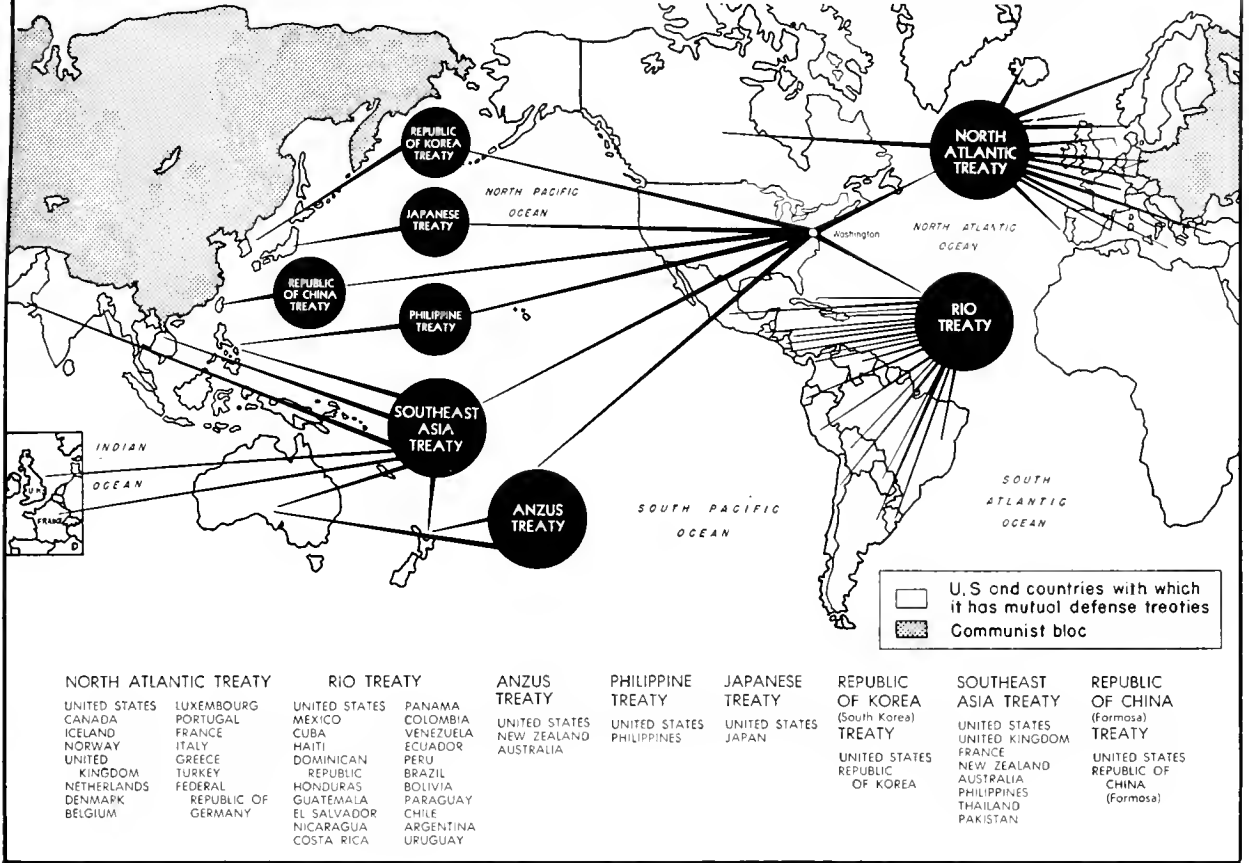 REPUBLIC
OF KOREA
TREATY
NORTH PACIFIC
OCEAN
JAPANESE
TREATY
REPUBLIC
OF CHINA
TREATY
PHILIPPINE
TREATY
SOUTHEAST
ASIA
TREATY
ANZUS
TREATY
NORTH
ATLANTIC
TREATY
Washington
NORTH ATLANTIC
OCEAN
RIO
TREATY
INDIAN
OCEAN
U.K.
FRANCE
SOUTH PACIFIC
OCEAN
SOUTH
ATLANTIC
OCEAN
U.S and countries with which
it has mutual defense treaties
Communist bloc
NORTH ATLANTIC TREATY
UNITED STATES
CANADA
ICELAND
NORWAY
UNITED
KINGDOM
NETHERLANDS
DENMARK
BELGIUM
LUXEMBOURG
PORTUGAL
FRANCE
ITALY
GREECE
TURKEY
FEDERAL
REPUBLIC OF
GERMANY
RIO TREATY
UNITED STATES
MEXICO
CUBA
HAITI
DOMINICAN
REPUBLIC
HONDURAS
GUATEMALA
EL SALVADOR
NICARAGUA
COSTA RICA
PANAMA
COLOMBIA
VENEZUELA
ECUADOR
PERU
BRAZIL
BOLIVIA
PARAGUAY
CHILE
ARGENTINA
URUGUAY
ANZUS
TREATY
UNITED STATES
NEW ZEALAND
AUSTRALIA
PHILIPPINE
TREATY
UNITED STATES
PHILIPPINES
JAPANESE
TREATY
UNITED STATES
JAPAN
REPUBLIC
OF KOREA
(South Korea)
TREATY
UNITED STATES
REPUBLIC
OF KOREA
SOUTHEAST
ASIA TREATY
UNITED STATES
UNITED KINGDOM
FRANCE
NEW ZEALAND
AUSTRALIA
PHILIPPINES
THAILAND
PAKISTAN
REPUBLIC
OF CHINA
(Formosa)
TREATY
UNITED STATES
REPUBLIC OF
CHINA
(Formosa)